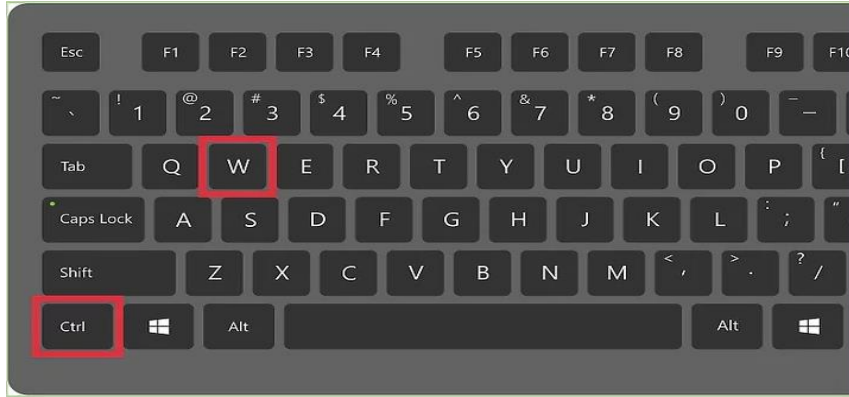 Esc F1 F2 F3 F4 F5 F6 F7 F8 F9 F10
~ ` ! 1 @ 2 # 3 $ 4 % 5 ^ 6 & 7 * 8 ( 9 ) 0 — –
Tab Q W E R T Y U I O P { [
Caps Lock A S D F G H J K L : ; "
Shift Z X C V B N M < , > . ? /
Ctrl Alt Alt